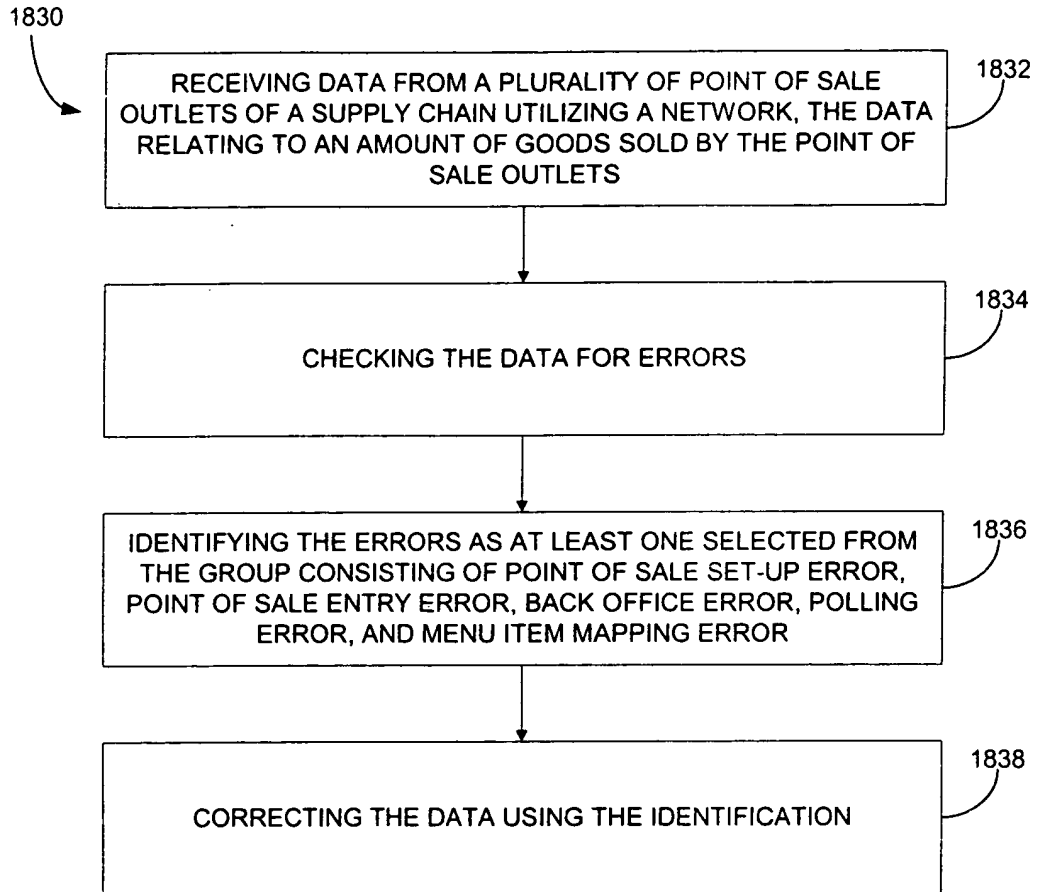 1830
RECEIVING DATA FROM A PLURALITY OF POINT OF SALE
OUTLETS OF A SUPPLY CHAIN UTILIZING A NETWORK, THE DATA
RELATING TO AN AMOUNT OF GOODS SOLD BY THE POINT OF
SALE OUTLETS
1832
CHECKING THE DATA FOR ERRORS
1834
IDENTIFYING THE ERRORS AS AT LEAST ONE SELECTED FROM
THE GROUP CONSISTING OF POINT OF SALE SET-UP ERROR,
POINT OF SALE ENTRY ERROR, BACK OFFICE ERROR, POLLING
ERROR, AND MENU ITEM MAPPING ERROR
1836
CORRECTING THE DATA USING THE IDENTIFICATION
1838